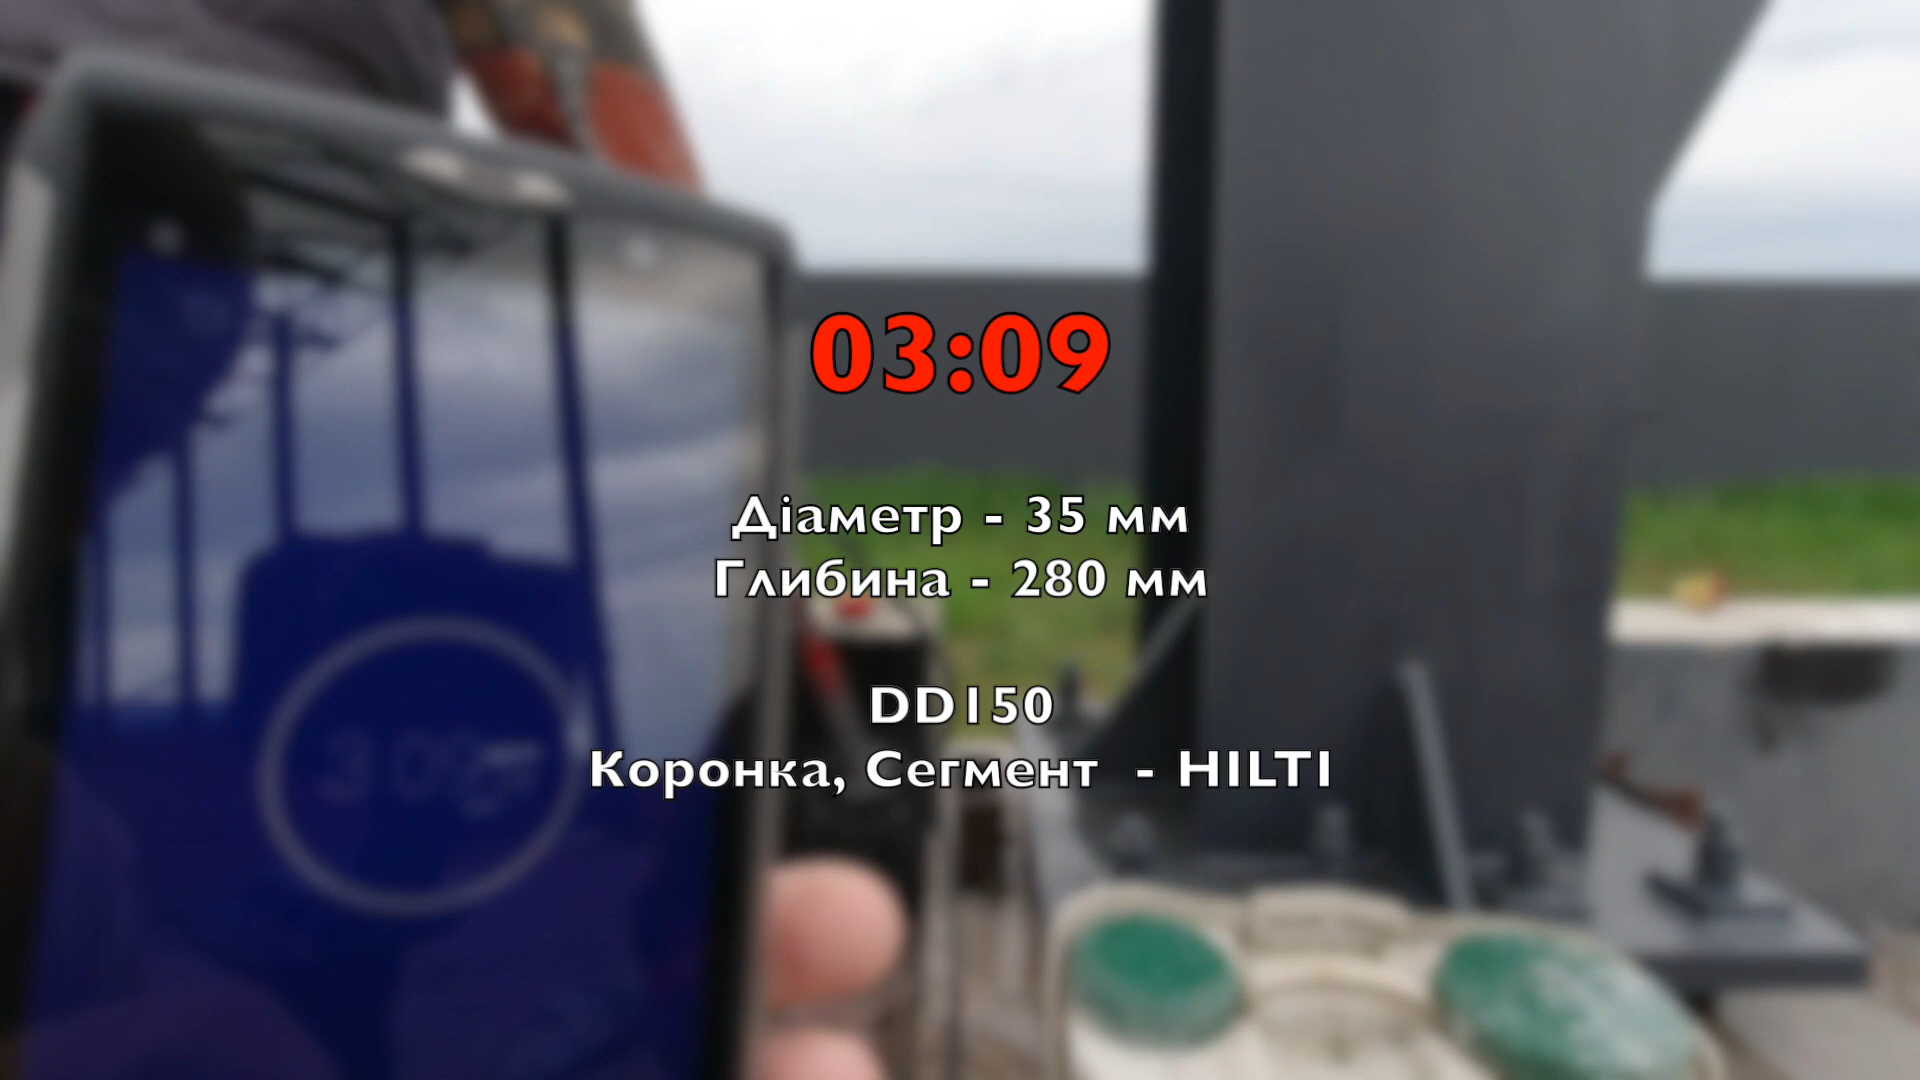 03:09
Діаметр - 35 мм
Глибина - 280 мм
DD150
Коронка, Сегмент - HILTI